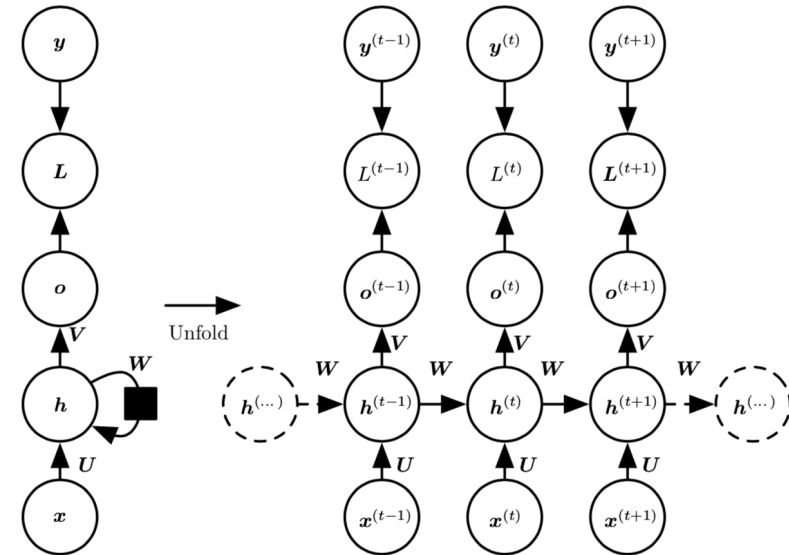 y y^{(t−1)} y^{(t)} y^{(t+1)}
L L^{(t−1)} L^{(t)} L^{(t+1)}
o o^{(t−1)} o^{(t)} o^{(t+1)}
Unfold
V V V V
W W W W W
h h^{(...)} h^{(t−1)} h^{(t)} h^{(t+1)} h^{(...)}
U U U U
x x^{(t−1)} x^{(t)} x^{(t+1)}